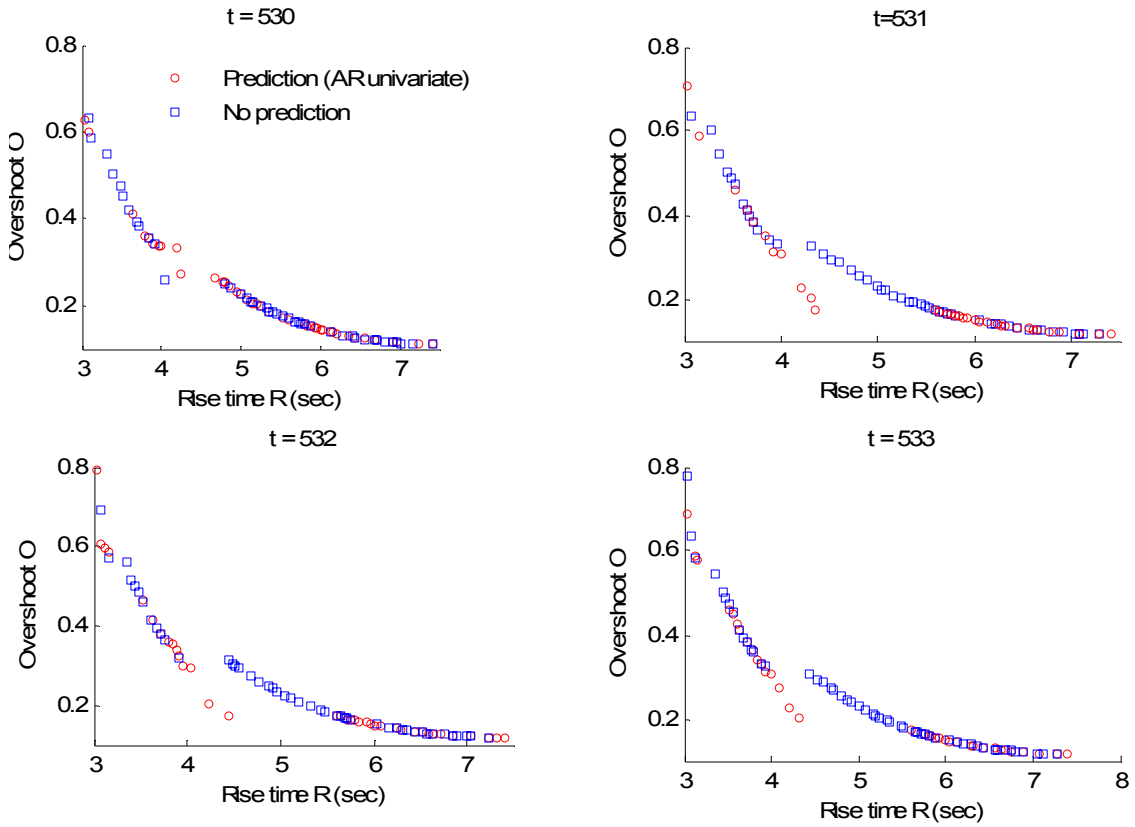 t = 530
0.8
0.6
0.4
0.2
Overshoot O
Prediction (AR univariate)
No prediction
3 4 5 6 7
Rise time R (sec)
t=531
0.8
0.6
0.4
0.2
Overshoot O
3 4 5 6 7
Rise time R (sec)
t = 532
0.8
0.6
0.4
0.2
Overshoot O
3 4 5 6 7
Rise time R (sec)
t = 533
0.8
0.6
0.4
0.2
Overshoot O
3 4 5 6 7 8
Rise time R (sec)